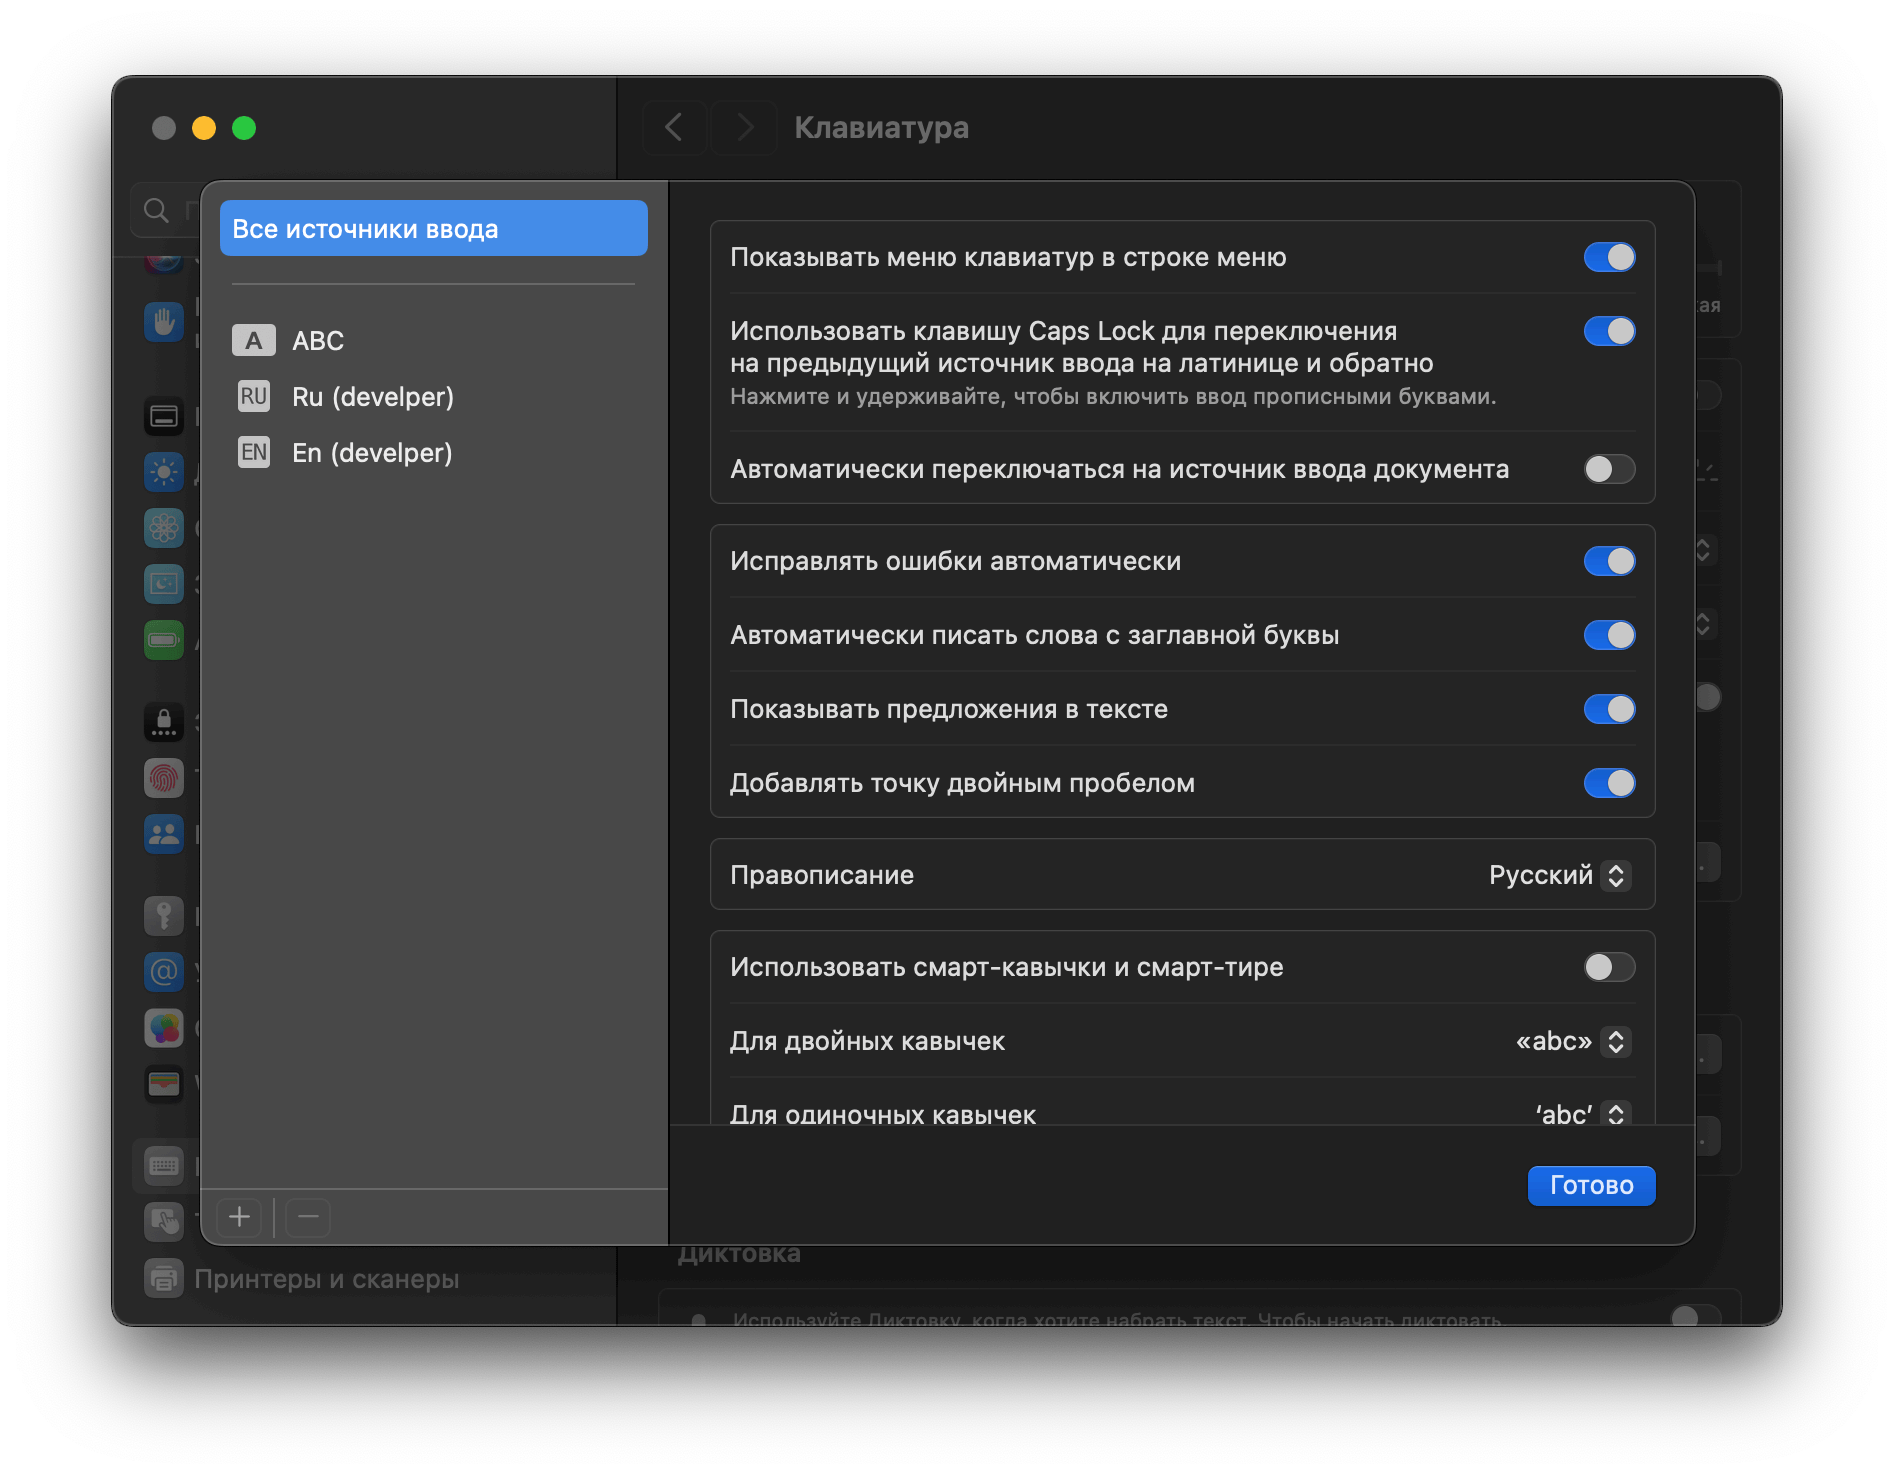 Клавиатура
Все источники ввода
A ABC
RU Ru (develper)
EN En (develper)
Показывать меню клавиатур в строке меню
Использовать клавишу Caps Lock для переключения
на предыдущий источник ввода на латинице и обратно
Нажмите и удерживайте, чтобы включить ввод прописными буквами.
Автоматически переключаться на источник ввода документа
Исправлять ошибки автоматически
Автоматически писать слова с заглавной буквы
Показывать предложения в тексте
Добавлять точку двойным пробелом
Правописание Русский
Использовать смарт-кавычки и смарт-тире
Для двойных кавычек «abc»
Для одиночных кавычек ‘abc’
Готово
Диктовка
Принтеры и сканеры
Используйте Диктовку, когда хотите набрать текст. Чтобы начать диктовать,